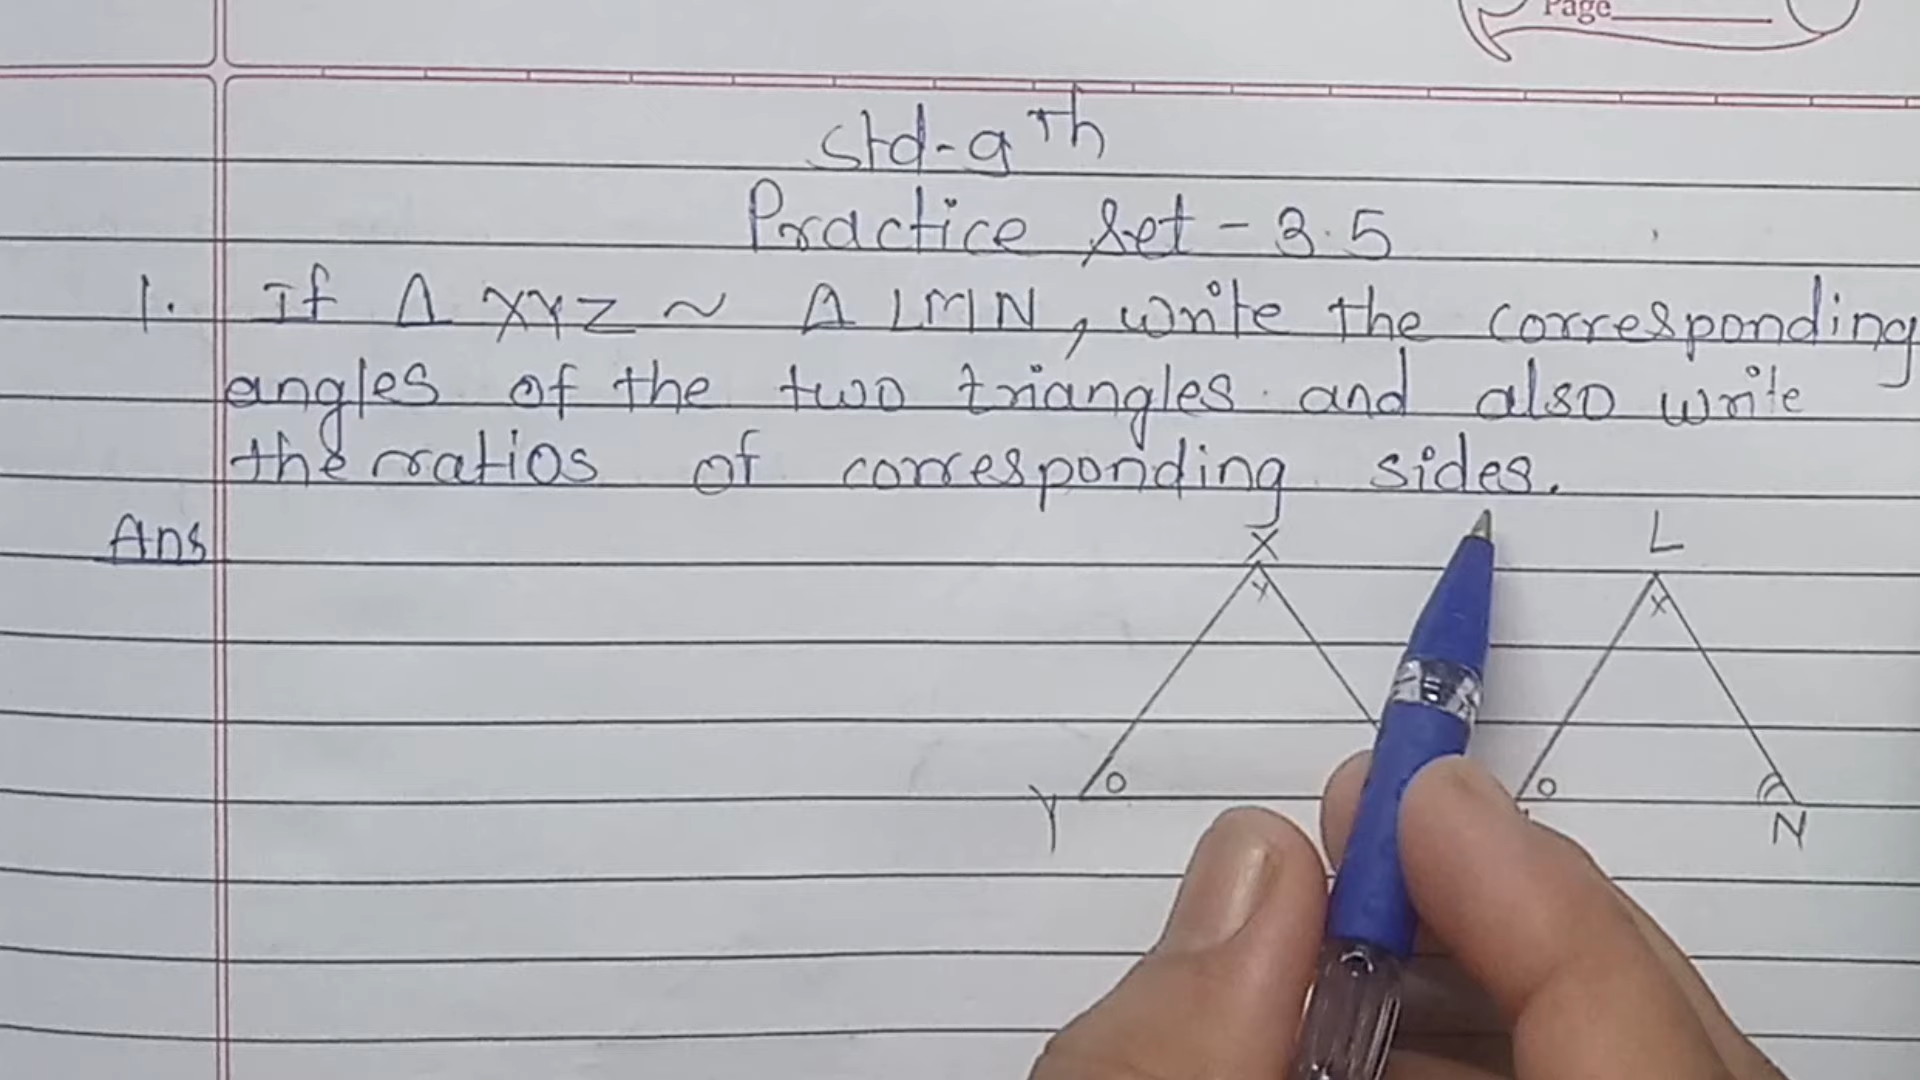 Page
Std-9th
Practice Set-3.5
1. If Δ XYZ ~ Δ LMN, write the corresponding
angles of the two triangles and also write
the ratios of corresponding sides.
Ans
X L
x x
o o
Y N